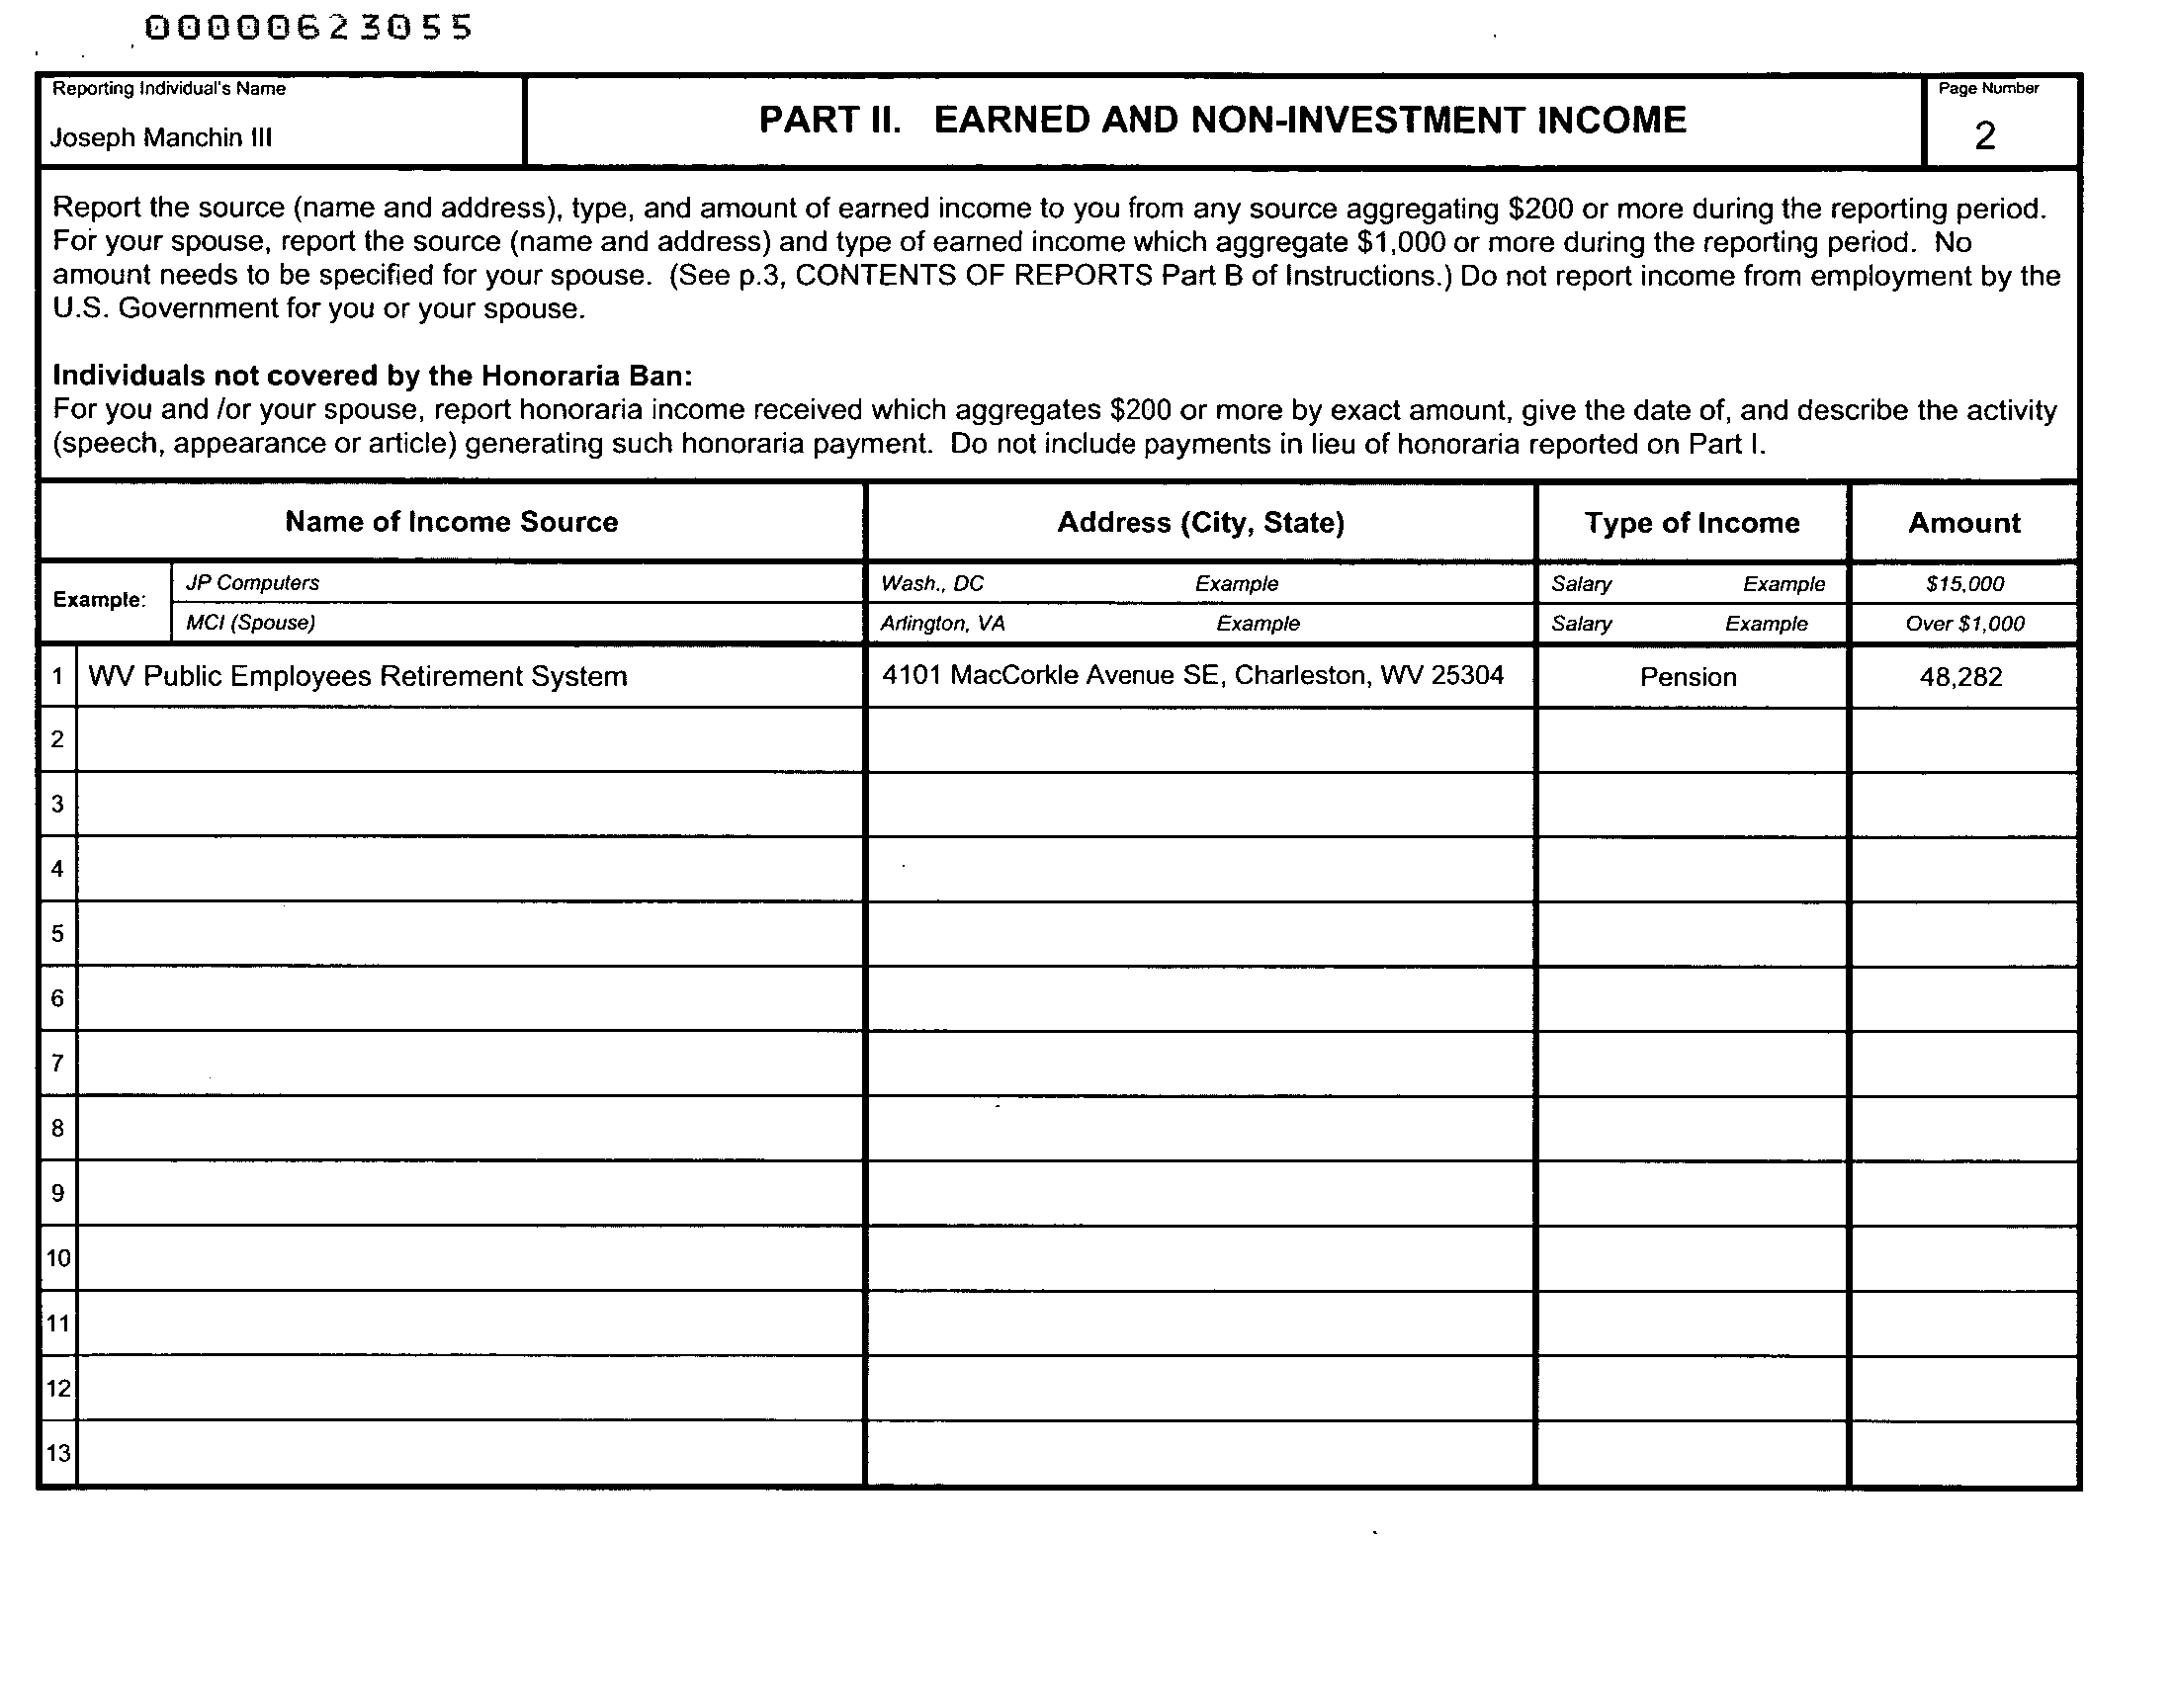 00000623055
Reporting Individual's Name
Joseph Manchin III
PART II. EARNED AND NON-INVESTMENT INCOME
Page Number
2
Report the source (name and address), type, and amount of earned income to you from any source aggregating $200 or more during the reporting period.
For your spouse, report the source (name and address) and type of earned income which aggregate $1,000 or more during the reporting period. No
amount needs to be specified for your spouse. (See p.3, CONTENTS OF REPORTS Part B of Instructions.) Do not report income from employment by the
U.S. Government for you or your spouse.
Individuals not covered by the Honoraria Ban:
For you and /or your spouse, report honoraria income received which aggregates $200 or more by exact amount, give the date of, and describe the activity
(speech, appearance or article) generating such honoraria payment. Do not include payments in lieu of honoraria reported on Part I.
Name of Income Source Address (City, State) Type of Income Amount
Example:
JP Computers Wash., DC Example Salary Example $15,000
MCI (Spouse) Arlington, VA Example Salary Example Over $1,000
1 WV Public Employees Retirement System 4101 MacCorkle Avenue SE, Charleston, WV 25304 Pension 48,282
2
3
4
5
6
7
8
9
10
11
12
13